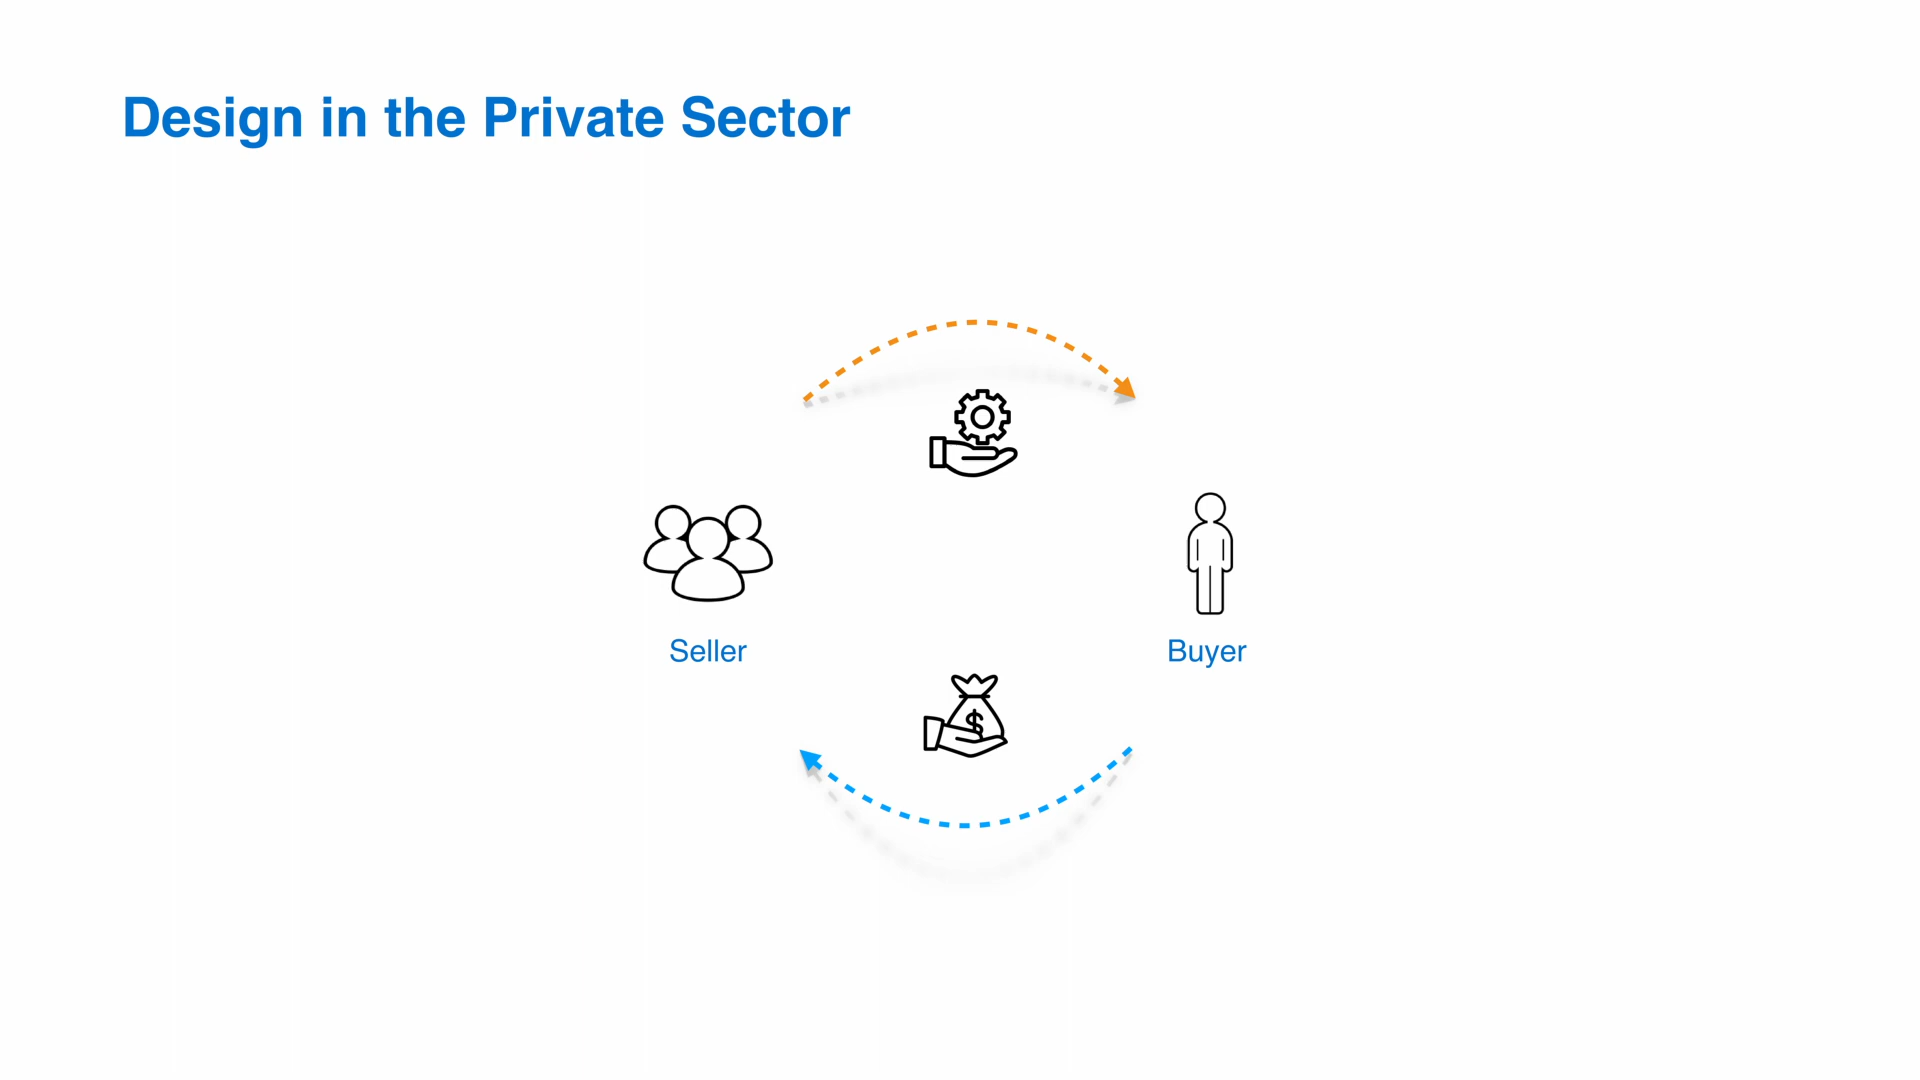 Design in the Private Sector
Seller
Buyer
$